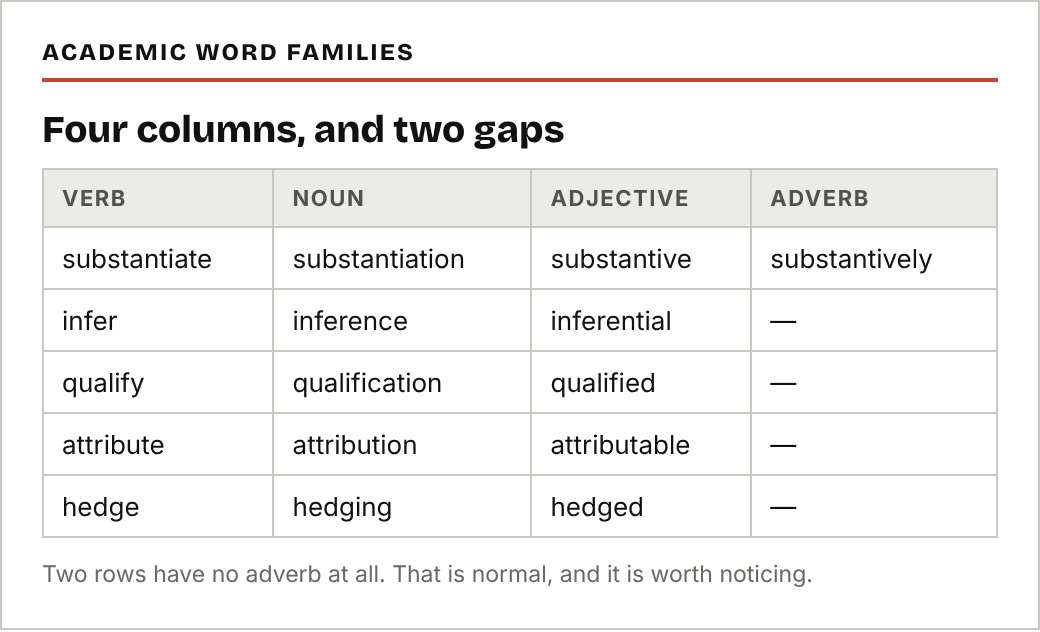 ACADEMIC WORD FAMILIES
Four columns, and two gaps
VERB NOUN ADJECTIVE ADVERB
substantiate substantiation substantive substantively
infer inference inferential —
qualify qualification qualified —
attribute attribution attributable —
hedge hedging hedged —
Two rows have no adverb at all. That is normal, and it is worth noticing.